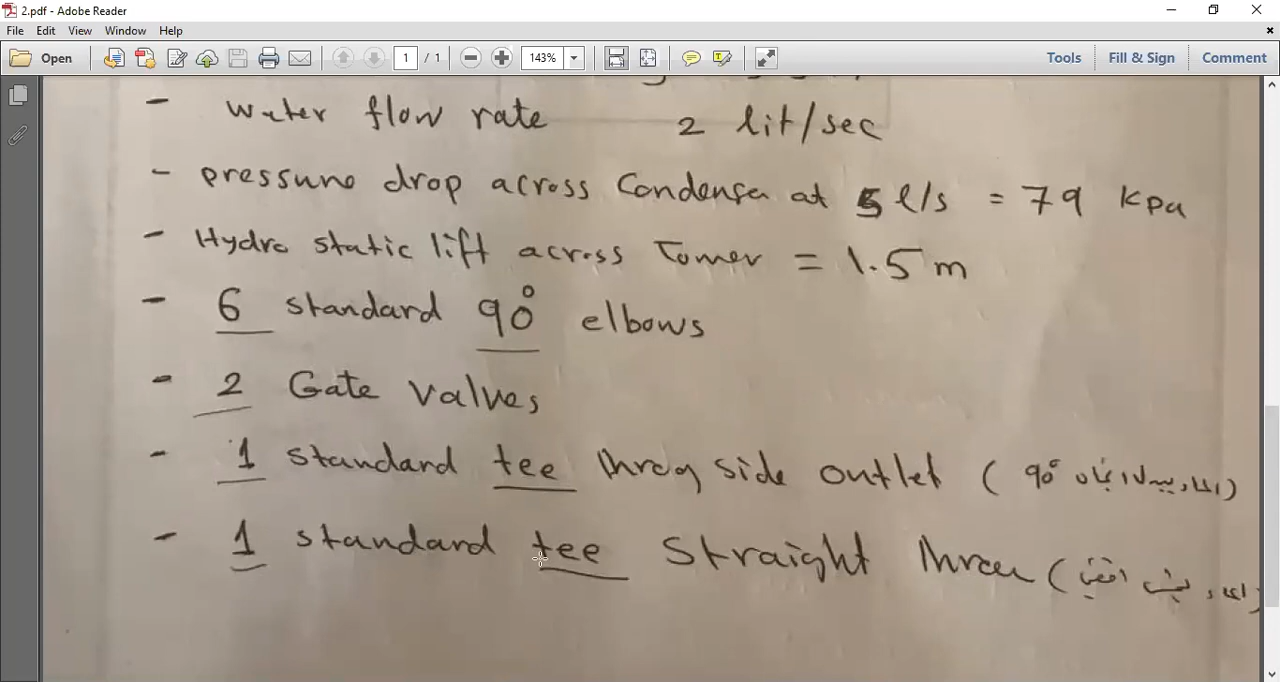 2.pdf - Adobe Reader
File Edit View Window Help
Open 1 / 1 143% Tools Fill & Sign Comment
- water flow rate 2 lit/sec
- pressure drop across Condenser at 5 l/s = 79 kpa
- Hydro static lift across Tower = 1.5 m
- 6 standard 90° elbows
- 2 Gate Valves
- 1 standard tee throg side outlet ( 90° )
- 1 standard tee straight (